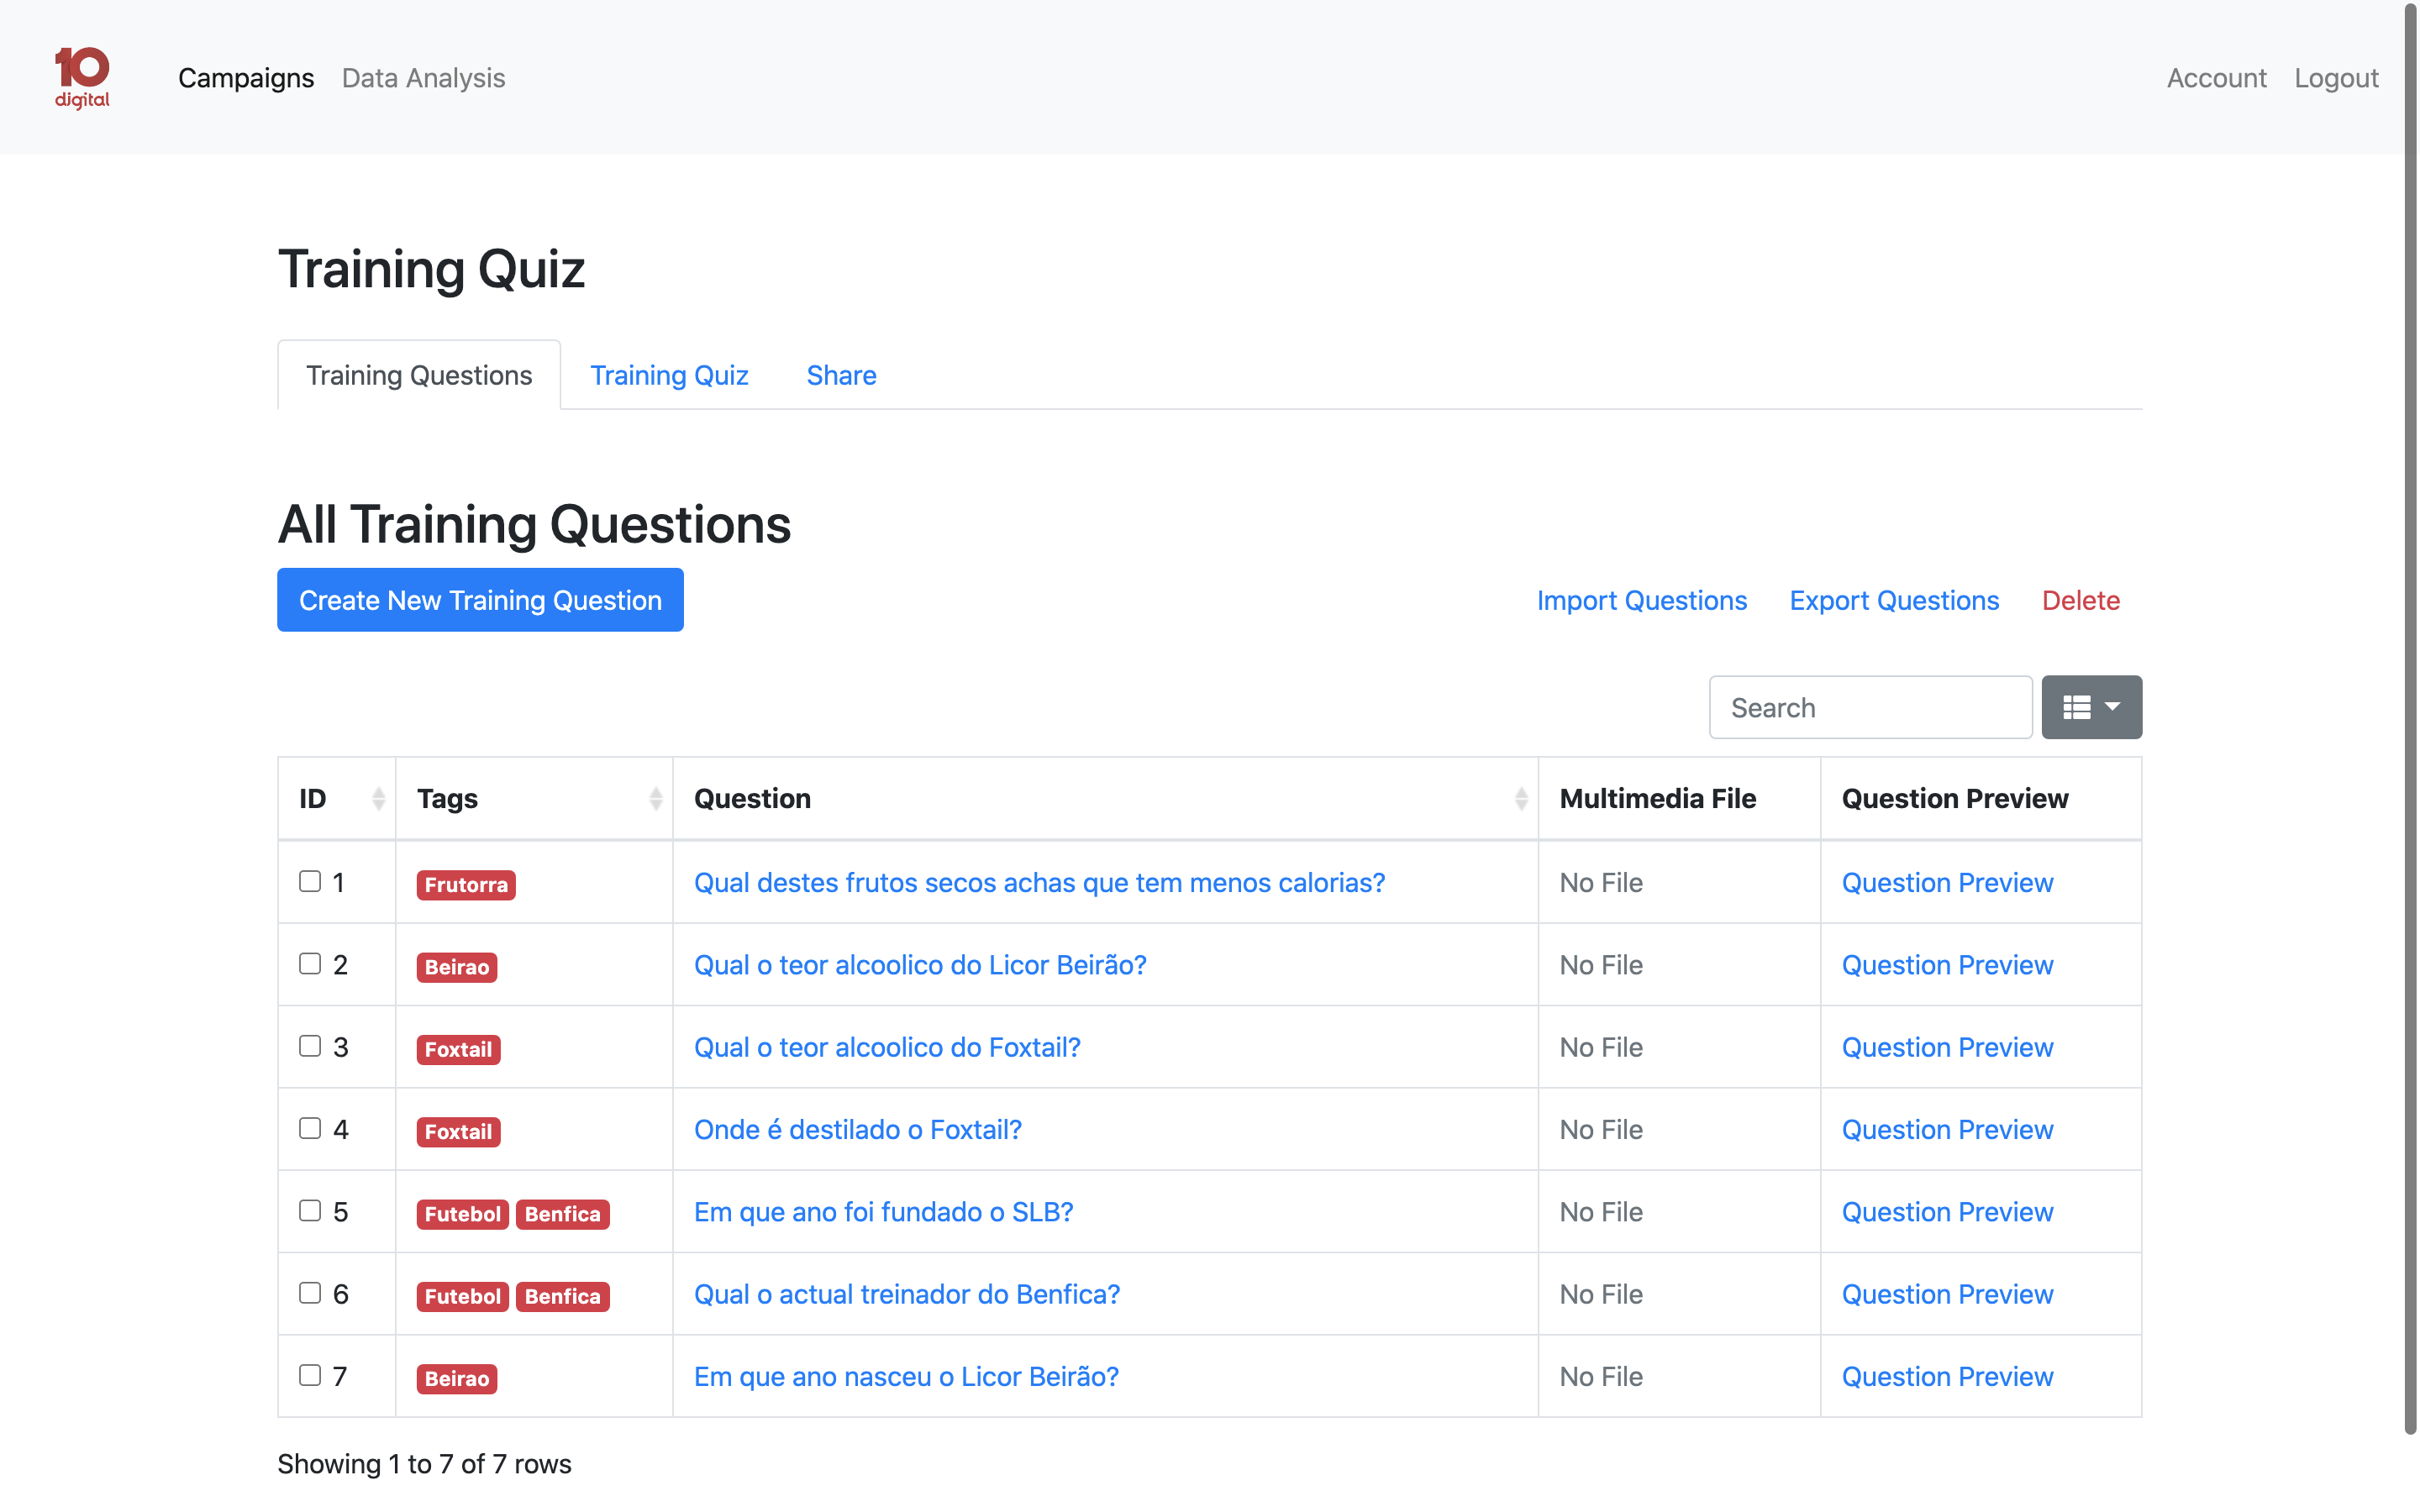 10 digital
Campaigns Data Analysis Account Logout
Training Quiz
Training Questions Training Quiz Share
All Training Questions
Create New Training Question Import Questions Export Questions Delete
Search
ID Tags Question Multimedia File Question Preview
1 Frutorra Qual destes frutos secos achas que tem menos calorias? No File Question Preview
2 Beirao Qual o teor alcoolico do Licor Beirão? No File Question Preview
3 Foxtail Qual o teor alcoolico do Foxtail? No File Question Preview
4 Foxtail Onde é destilado o Foxtail? No File Question Preview
5 Futebol Benfica Em que ano foi fundado o SLB? No File Question Preview
6 Futebol Benfica Qual o actual treinador do Benfica? No File Question Preview
7 Beirao Em que ano nasceu o Licor Beirão? No File Question Preview
Showing 1 to 7 of 7 rows